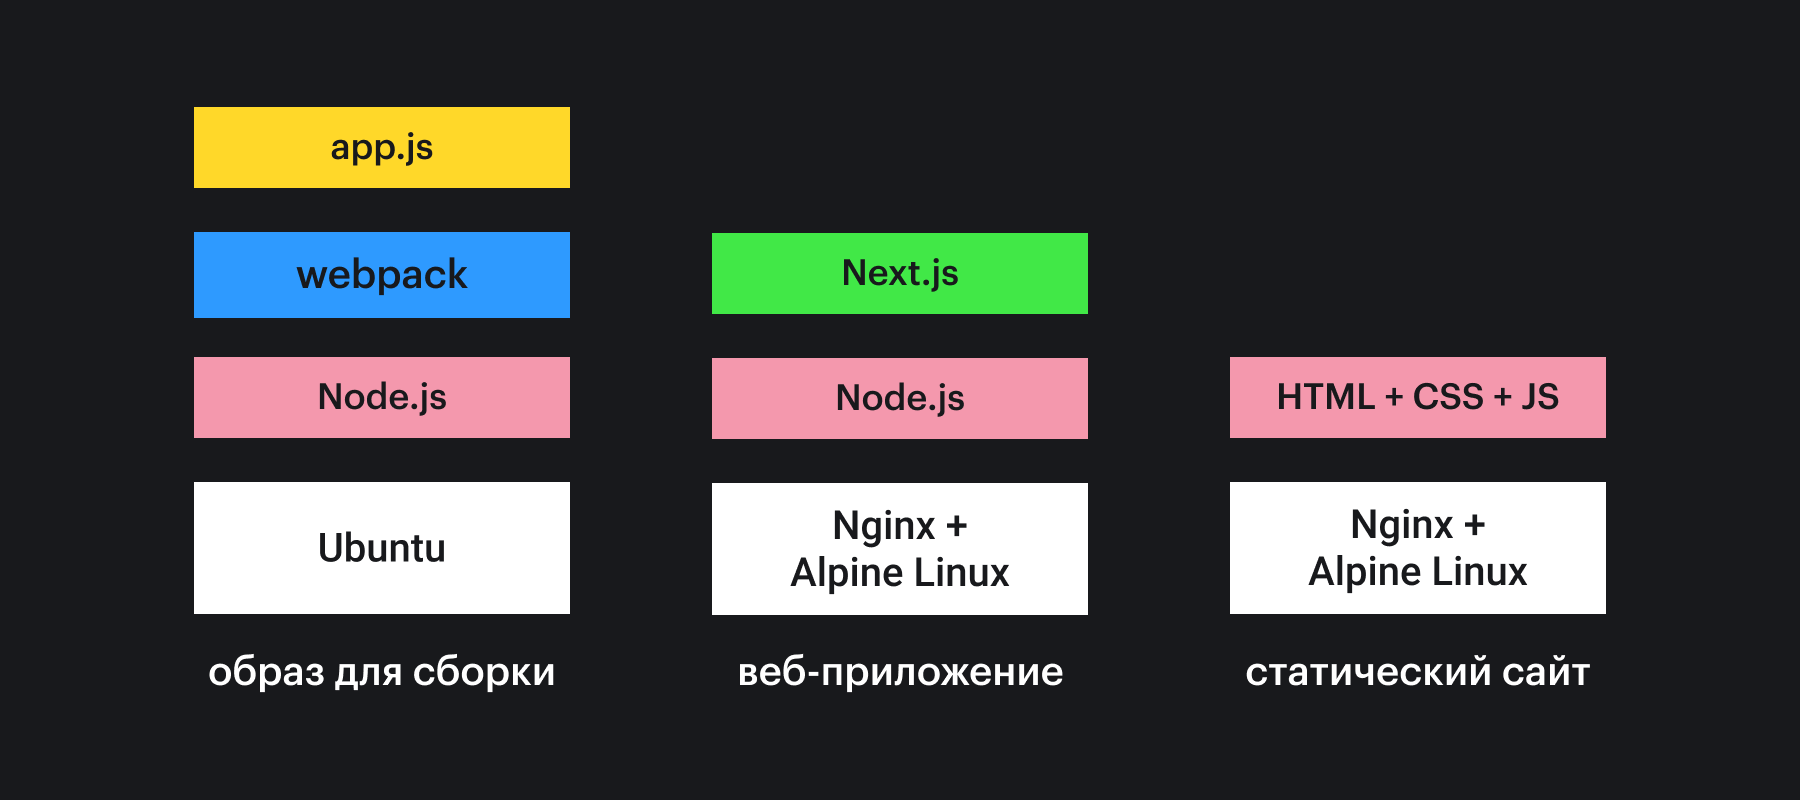 app.js
webpack
Node.js
Ubuntu
образ для сборки
Next.js
Node.js
Nginx +
Alpine Linux
веб-приложение
HTML + CSS + JS
Nginx +
Alpine Linux
статический сайт